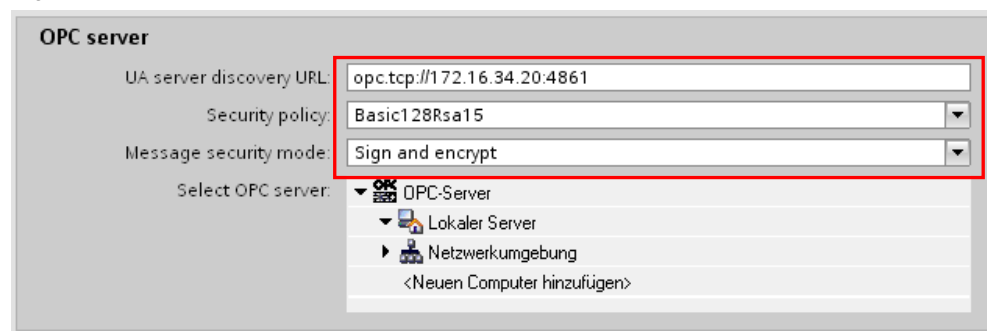 OPC server
UA server discovery URL: opc.tcp://172.16.34.20:4861
Security policy: Basic128Rsa15
Message security mode: Sign and encrypt
Select OPC server: OPC-Server
Lokaler Server
Netzwerkumgebung
<Neuen Computer hinzufügen>